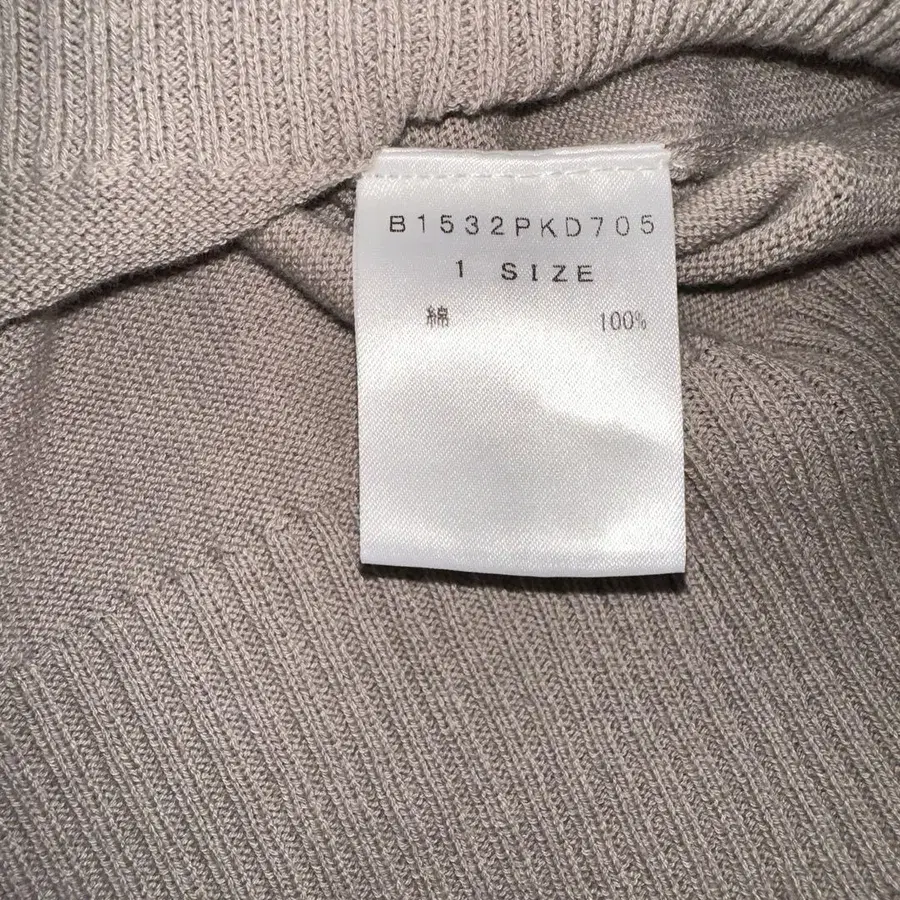 B1532PKD705
1 SIZE
綿 100%